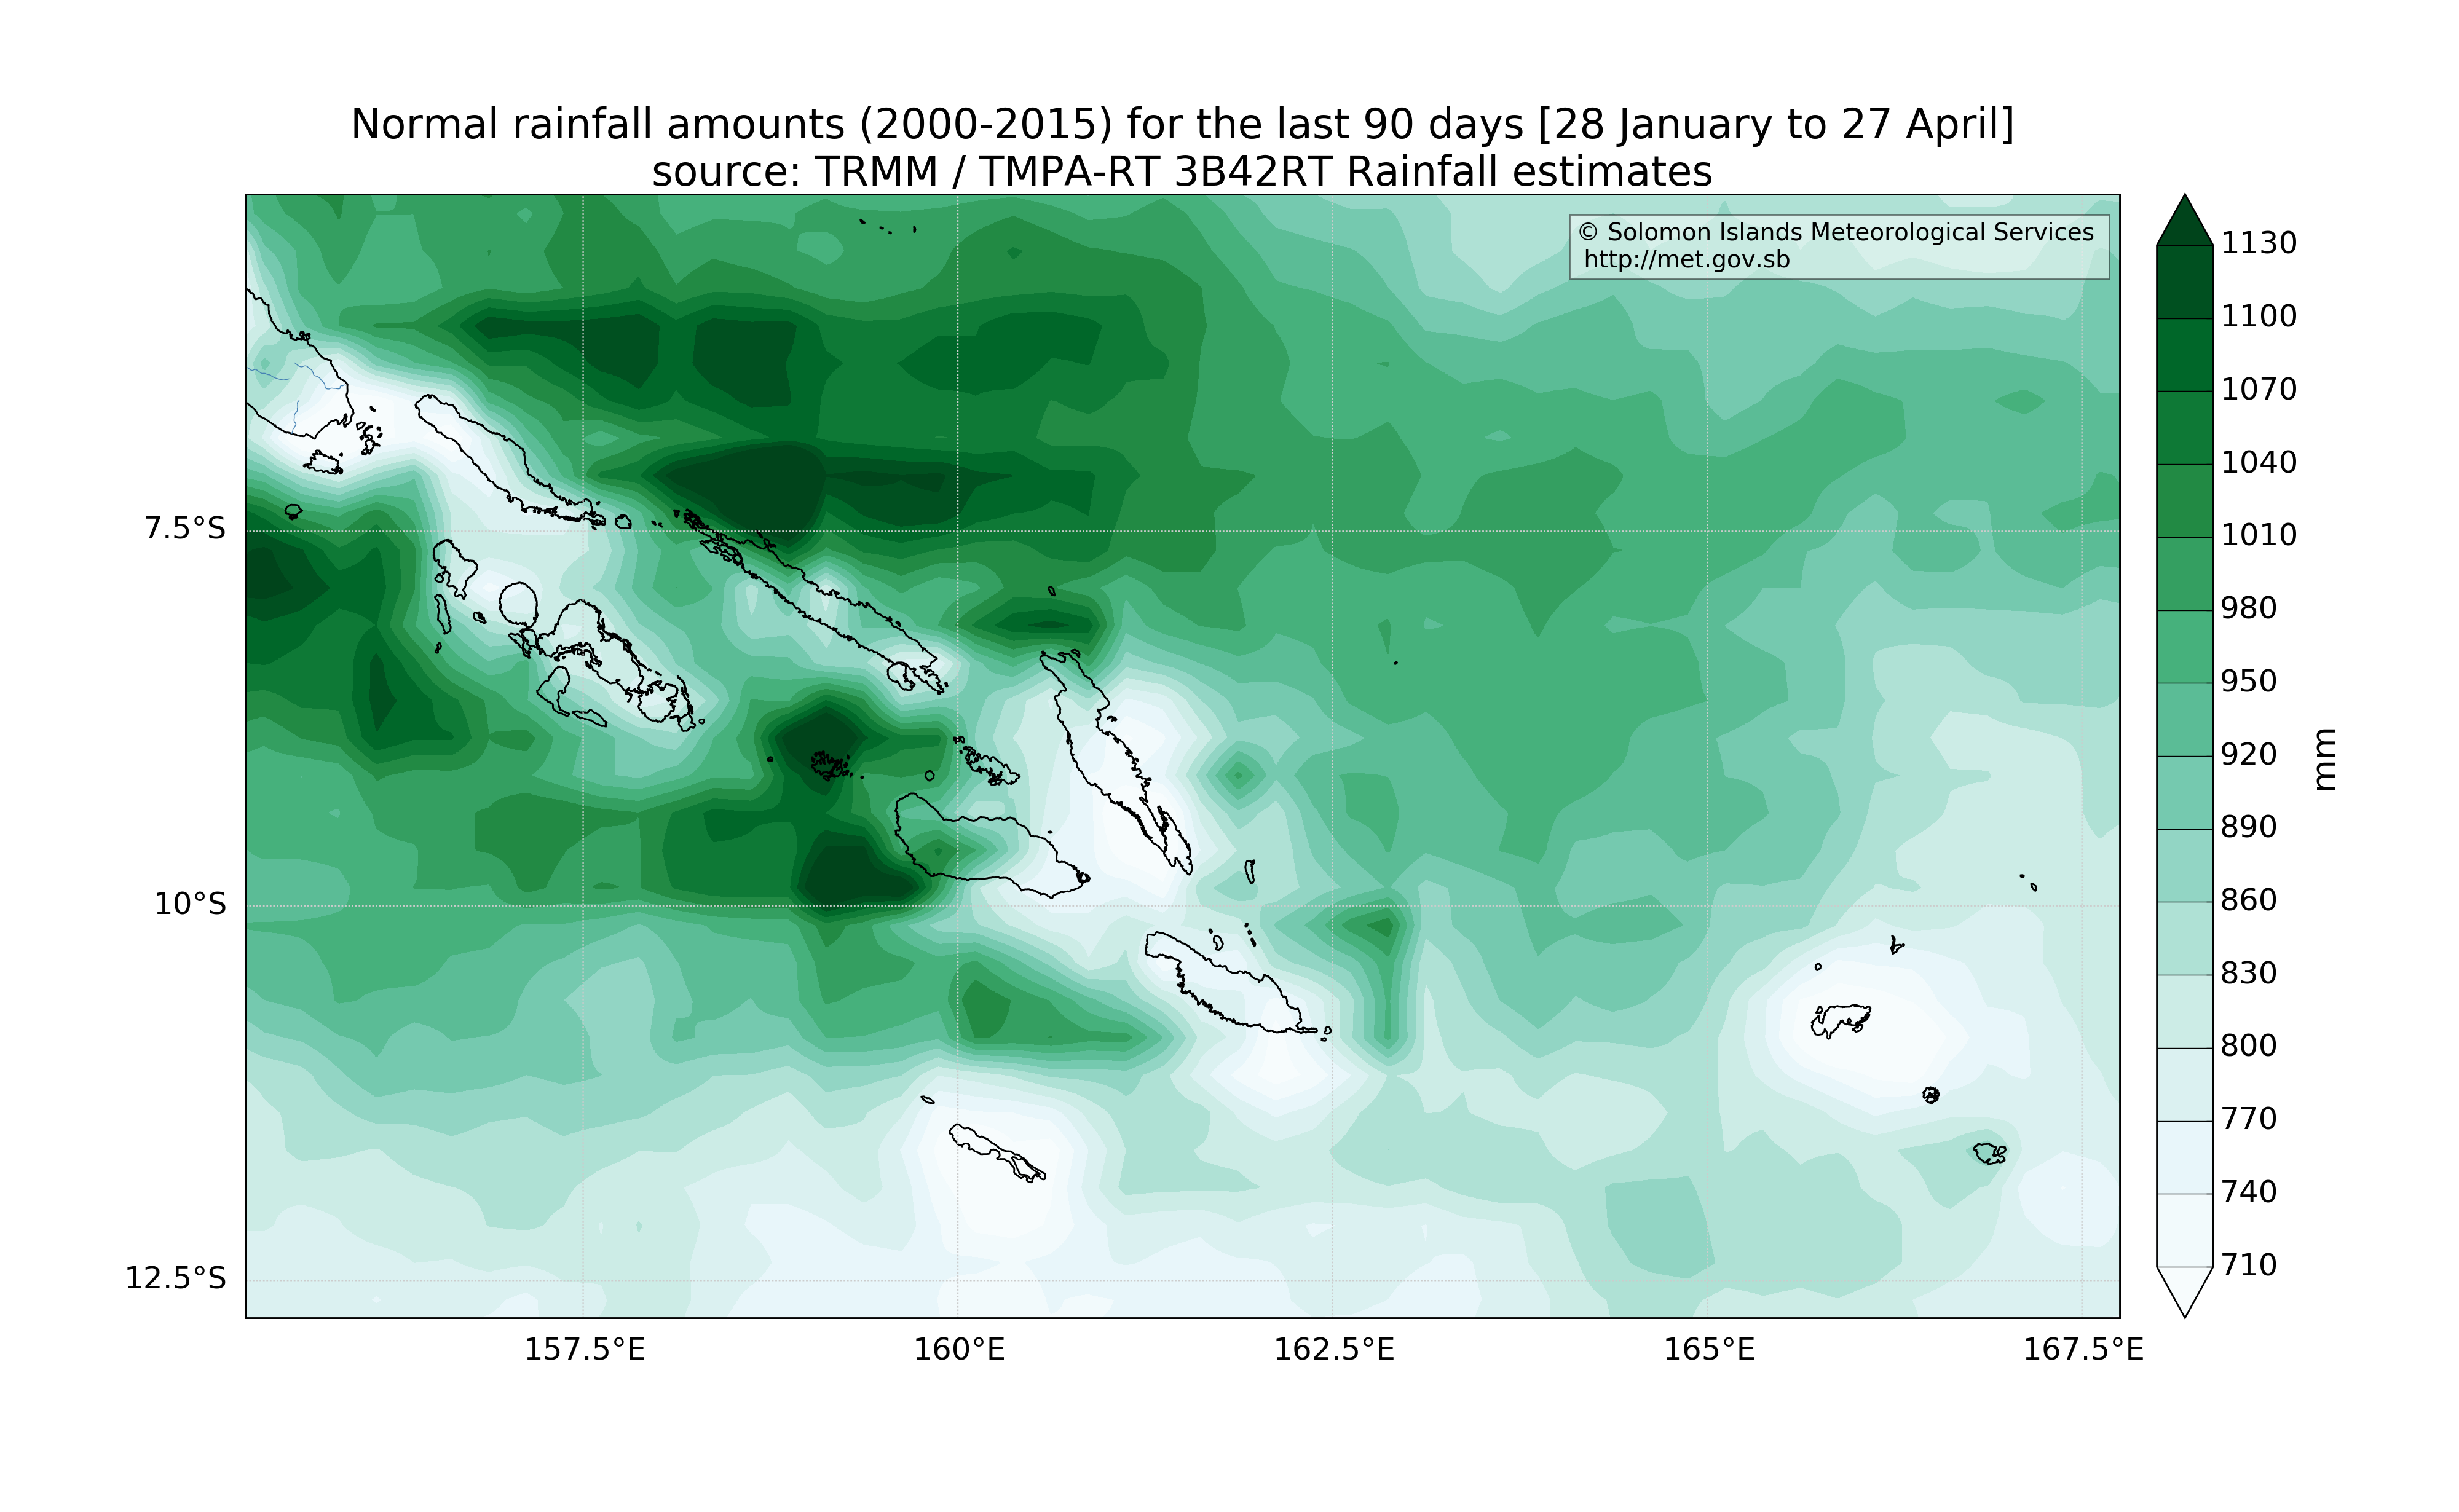 Normal rainfall amounts (2000-2015) for the last 90 days [28 January to 27 April]
source: TRMM / TMPA-RT 3B42RT Rainfall estimates
© Solomon Islands Meteorological Services
http://met.gov.sb
7.5°S
10°S
12.5°S
157.5°E
160°E
162.5°E
165°E
167.5°E
1130
1100
1070
1040
1010
980
950
920
890
860
830
800
770
740
710
mm